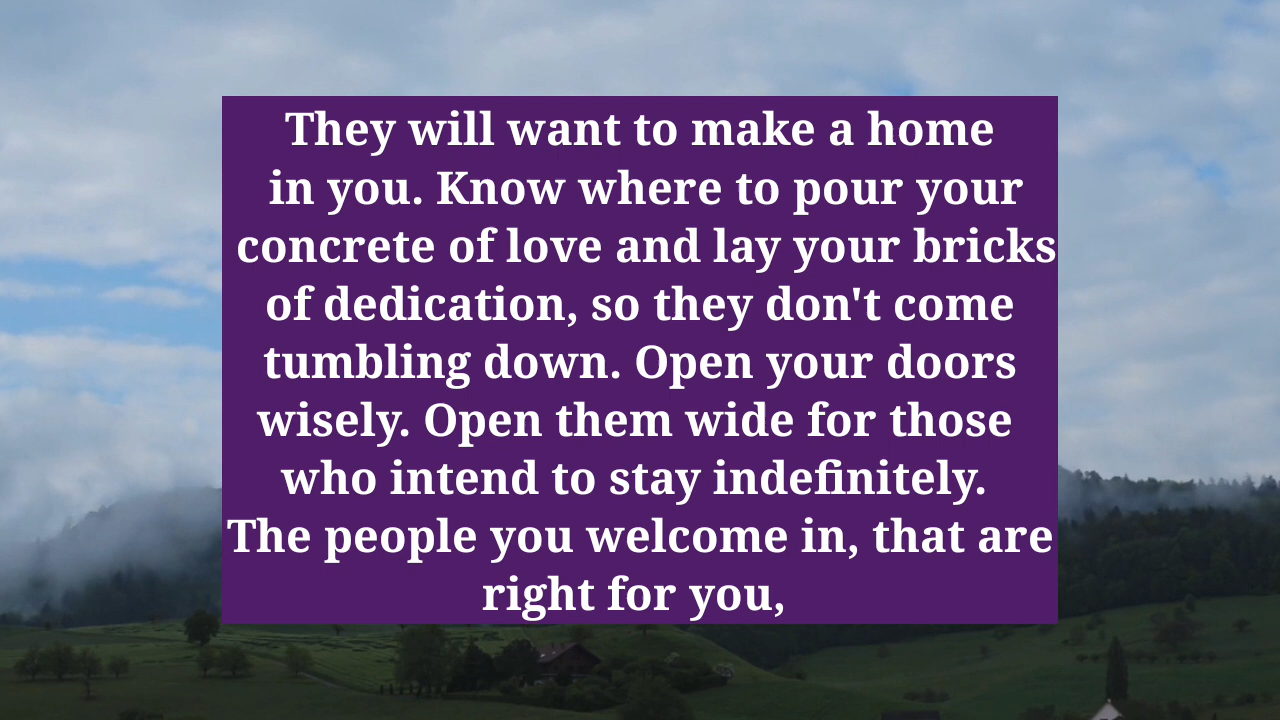 They will want to make a home
in you. Know where to pour your
concrete of love and lay your bricks
of dedication, so they don't come
tumbling down. Open your doors
wisely. Open them wide for those
who intend to stay indefinitely.
The people you welcome in, that are
right for you,